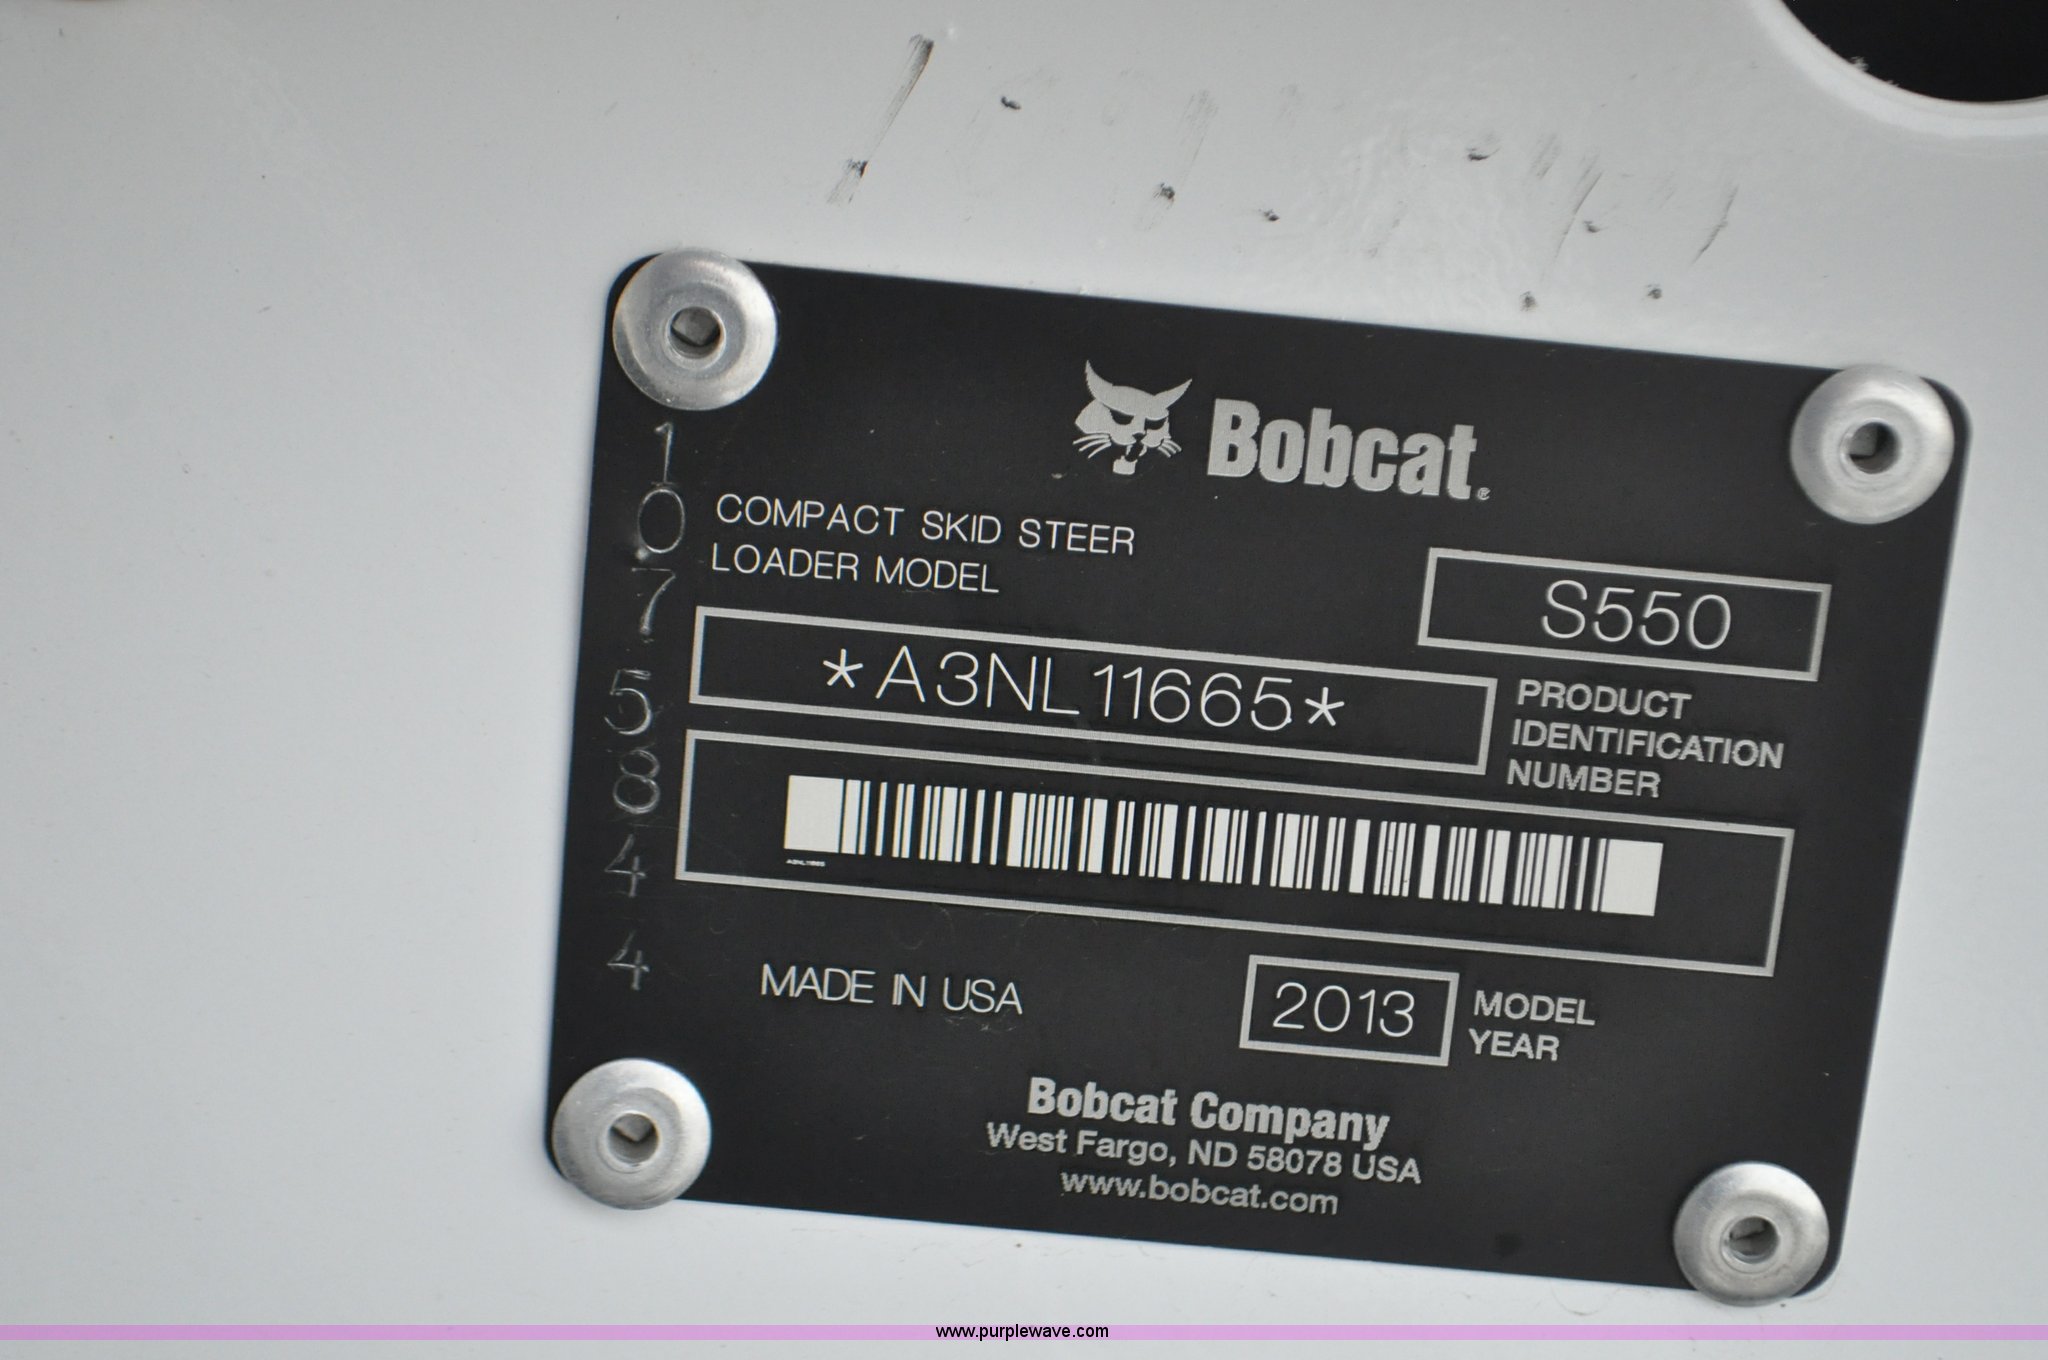 Bobcat®
COMPACT SKID STEER
LOADER MODEL
S550
*A3NL11665*
PRODUCT
IDENTIFICATION
NUMBER
A3NL11665
MADE IN USA
2013
MODEL
YEAR
Bobcat Company
West Fargo, ND 58078 USA
www.bobcat.com
1
0
7
5
8
4
4
www.purplewave.com